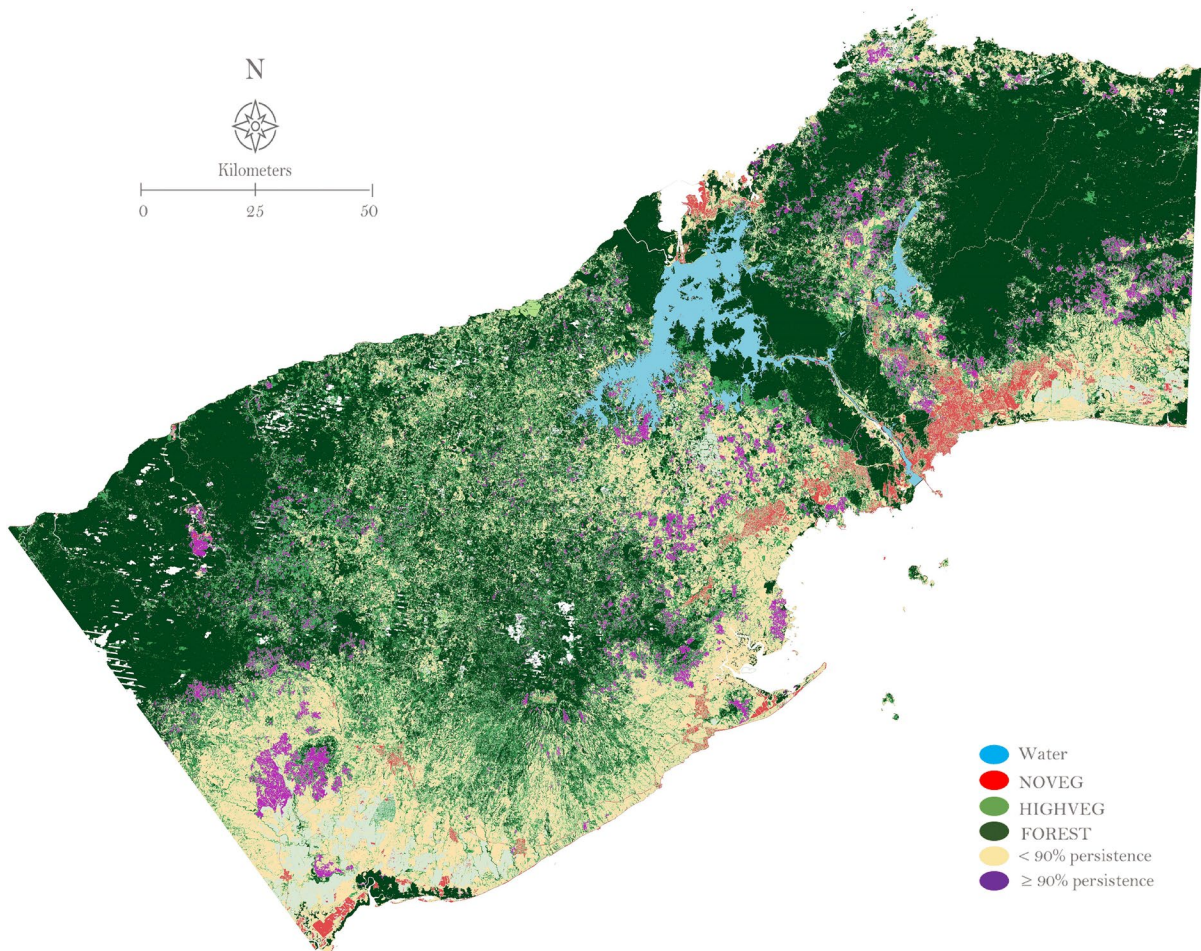 N
Kilometers
0 25 50
Water
NOVEG
HIGHVEG
FOREST
< 90% persistence
≥ 90% persistence